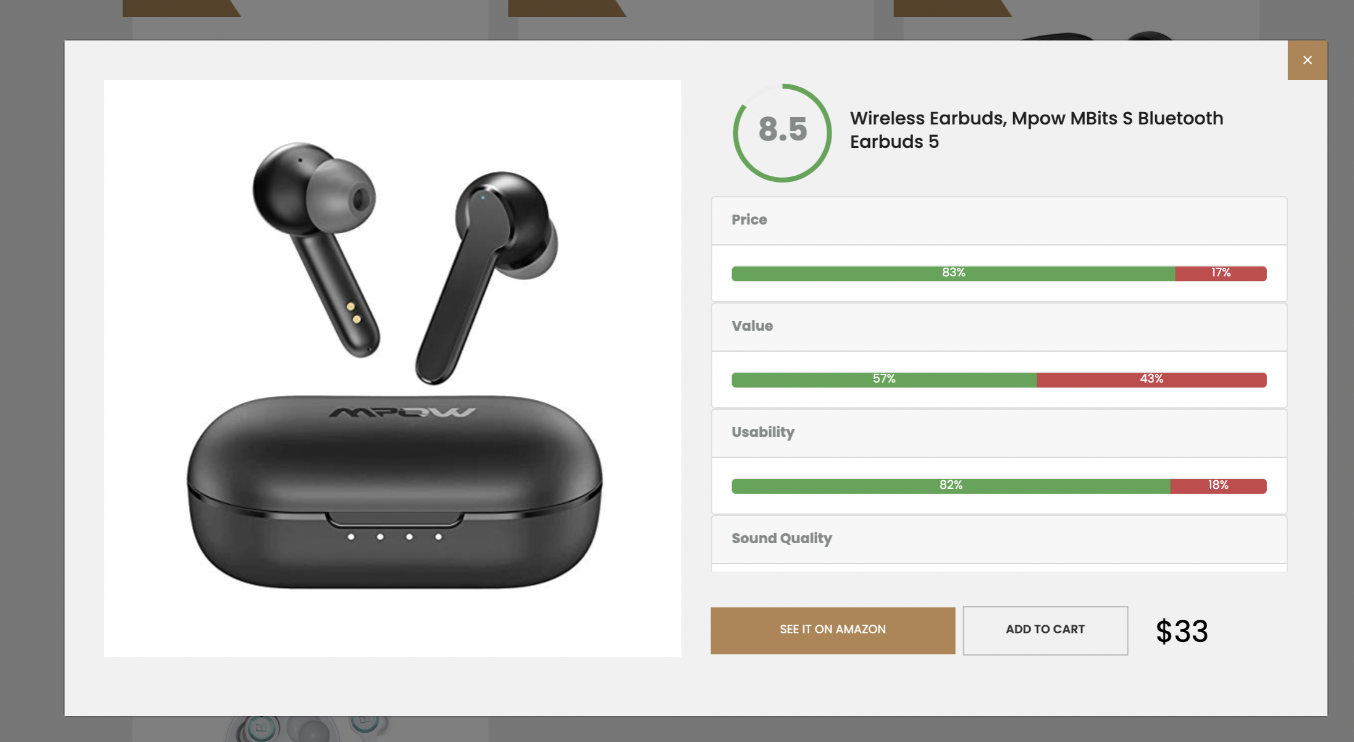 ×
8.5
Wireless Earbuds, Mpow MBits S Bluetooth
Earbuds 5
MPOW
Price
83% 17%
Value
57% 43%
Usability
82% 18%
Sound Quality
SEE IT ON AMAZON
ADD TO CART
$33